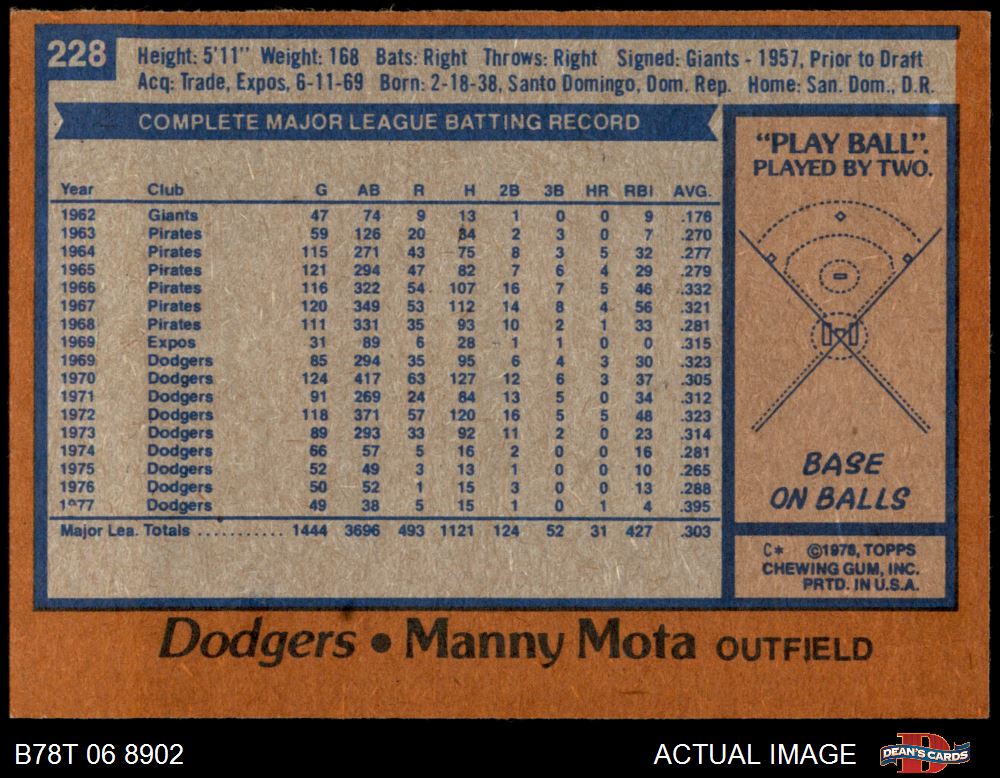 228
Height: 5'11" Weight: 168 Bats: Right Throws: Right Signed: Giants - 1957, Prior to Draft
Acq: Trade, Expos, 6-11-69 Born: 2-18-38, Santo Domingo, Dom. Rep. Home: San. Dom., D.R.
COMPLETE MAJOR LEAGUE BATTING RECORD
Year Club G AB R H 2B 3B HR RBI AVG.
1962 Giants 47 74 9 13 1 0 0 9 .176
1963 Pirates 59 126 20 34 2 3 0 7 .270
1964 Pirates 115 271 43 75 8 3 5 32 .277
1965 Pirates 121 294 47 82 7 6 4 29 .279
1966 Pirates 116 322 54 107 16 7 5 46 .332
1967 Pirates 120 349 53 112 14 8 4 56 .321
1968 Pirates 111 331 35 93 10 2 1 33 .281
1969 Expos 31 89 6 28 1 1 0 0 .315
1969 Dodgers 85 294 35 95 6 4 3 30 .323
1970 Dodgers 124 417 63 127 12 6 3 37 .305
1971 Dodgers 91 269 24 84 13 5 0 34 .312
1972 Dodgers 118 371 57 120 16 5 5 48 .323
1973 Dodgers 89 293 33 92 11 2 0 23 .314
1974 Dodgers 66 57 5 16 2 0 0 16 .281
1975 Dodgers 52 49 3 13 1 0 0 10 .265
1976 Dodgers 50 52 1 15 3 0 0 13 .288
1977 Dodgers 49 38 5 15 1 0 1 4 .395
Major Lea. Totals ........... 1444 3696 493 1121 124 52 31 427 .303
"PLAY BALL".
PLAYED BY TWO.
BASE
ON BALLS
C* ©1978, TOPPS
CHEWING GUM, INC.
PRTD. IN U.S.A.
Dodgers • Manny Mota OUTFIELD
B78T 06 8902
ACTUAL IMAGE
DEAN'S CARDS